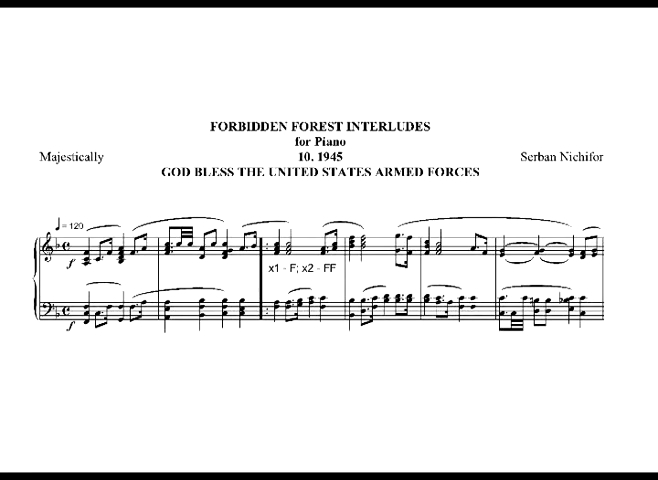 FORBIDDEN FOREST INTERLUDES
for Piano
Majestically 10. 1945 Serban Nichifor
GOD BLESS THE UNITED STATES ARMED FORCES
♩ = 120
f
x1 - F; x2 - FF
f